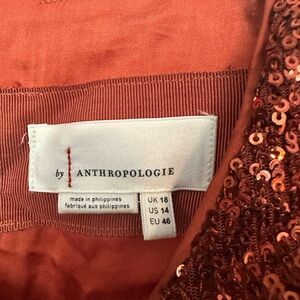 by ANTHROPOLOGIE
made in philippines
fabriqué aux philippines
UK 18
US 14
EU 46